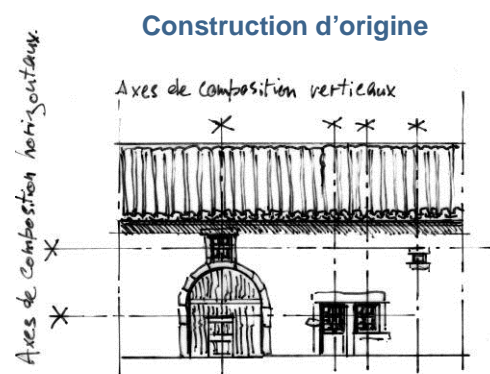 Construction d’origine
Axes de composition verticaux
Axes de composition horizontaux.